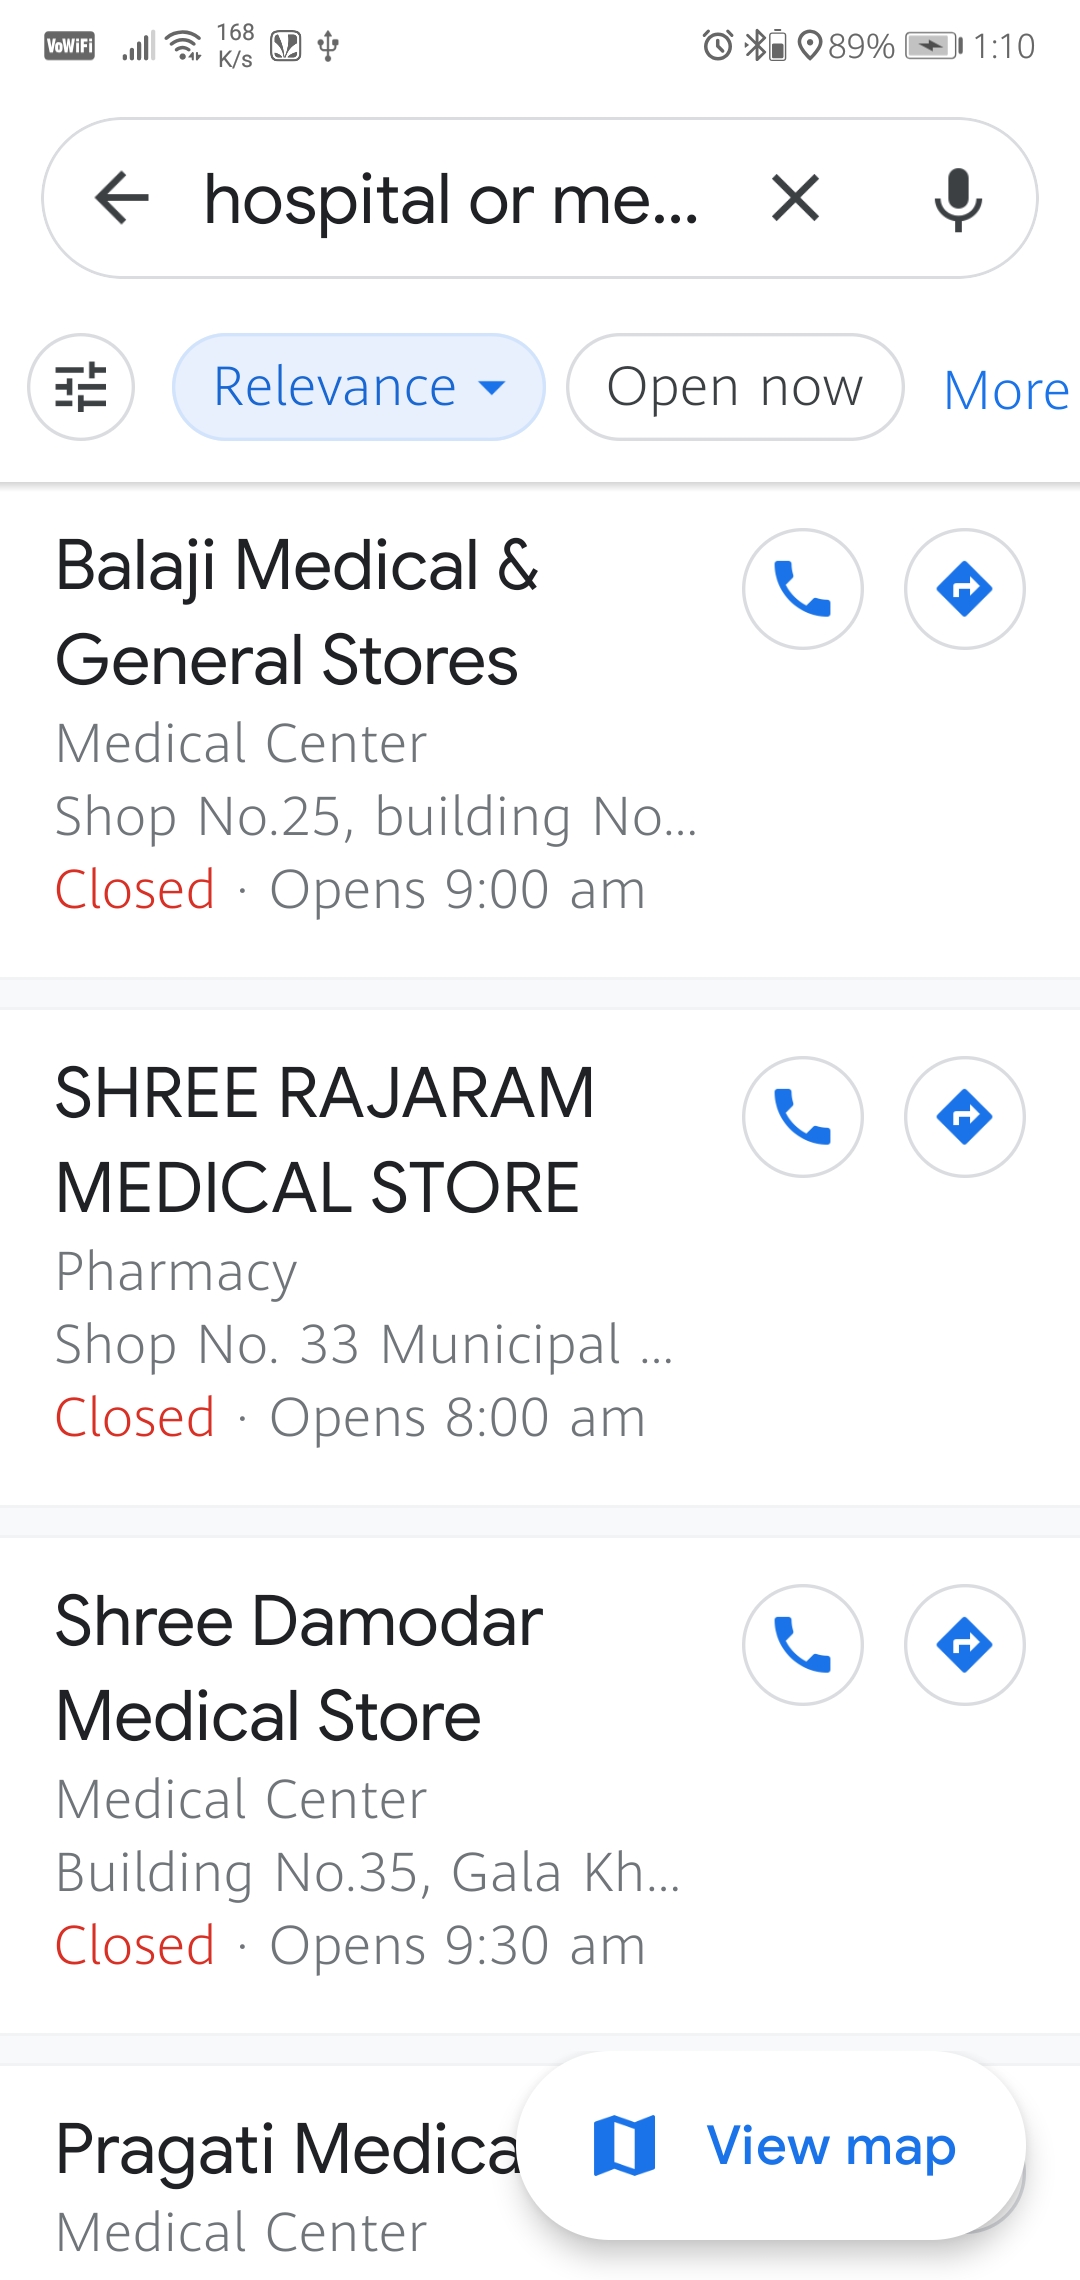 VoWiFi 168 K/s 89% 1:10
hospital or me...
Relevance Open now More
Balaji Medical &
General Stores
Medical Center
Shop No.25, building No...
Closed · Opens 9:00 am
SHREE RAJARAM
MEDICAL STORE
Pharmacy
Shop No. 33 Municipal ...
Closed · Opens 8:00 am
Shree Damodar
Medical Store
Medical Center
Building No.35, Gala Kh...
Closed · Opens 9:30 am
Pragati Medica
View map
Medical Center